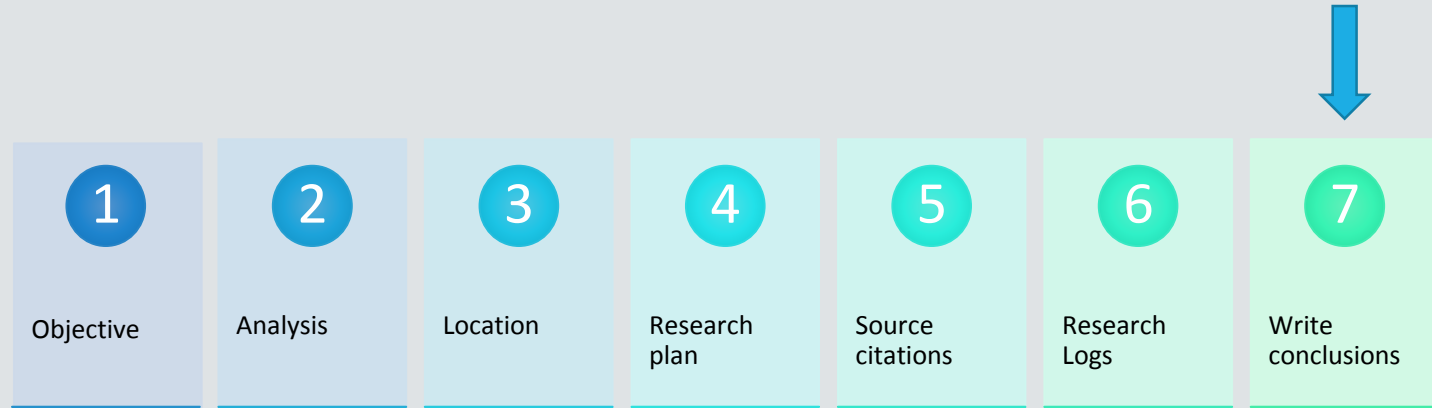 1
Objective
2
Analysis
3
Location
4
Research
plan
5
Source
citations
6
Research
Logs
7
Write
conclusions